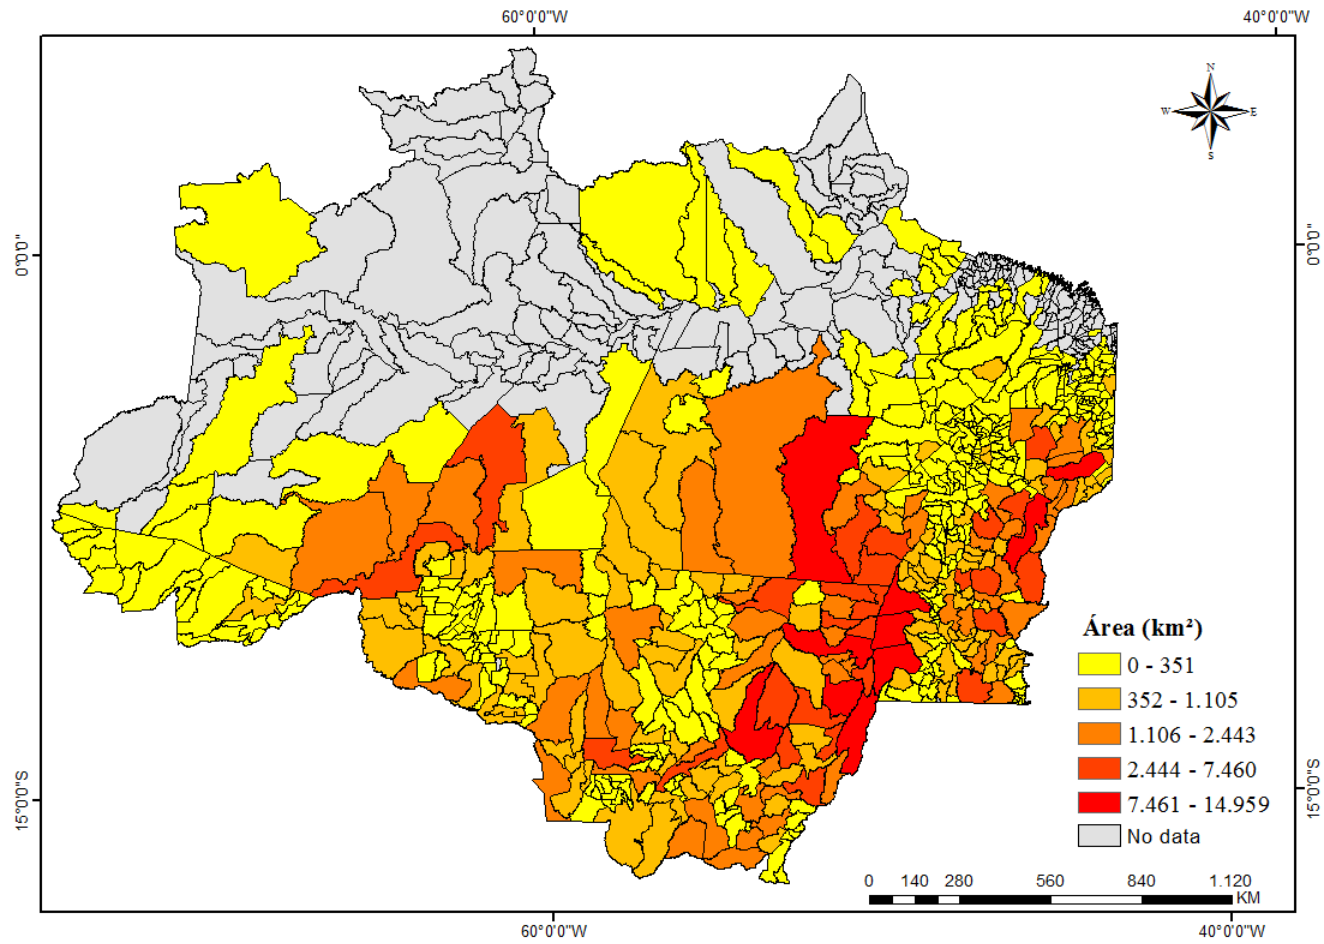 60°0'0"W
40°0'0"W
N
W
E
S
0°0'0"
0°0'0"
Área (km²)
0 - 351
352 - 1.105
1.106 - 2.443
2.444 - 7.460
7.461 - 14.959
No data
15°0'0"S
15°0'0"S
0 140 280 560 840 1.120
KM
60°0'0"W
40°0'0"W